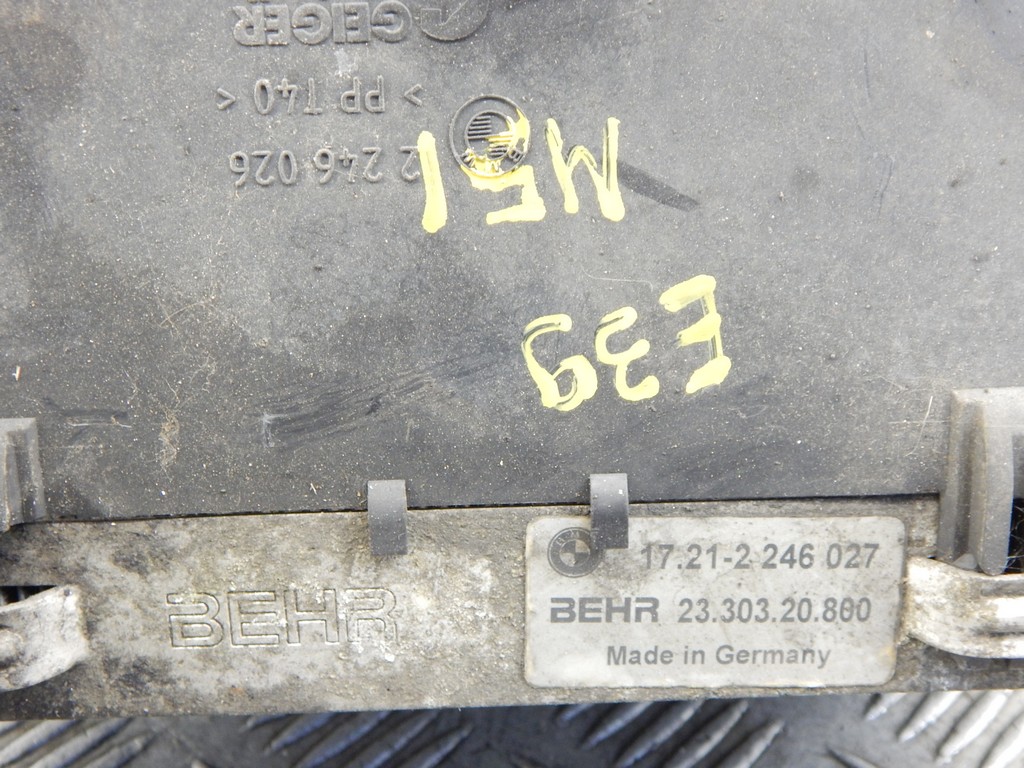 GEIGER
> PP T40 <
2 246 026
M51
E39
BEHR
17.21-2 246 027
BEHR 23.303.20.800
Made in Germany